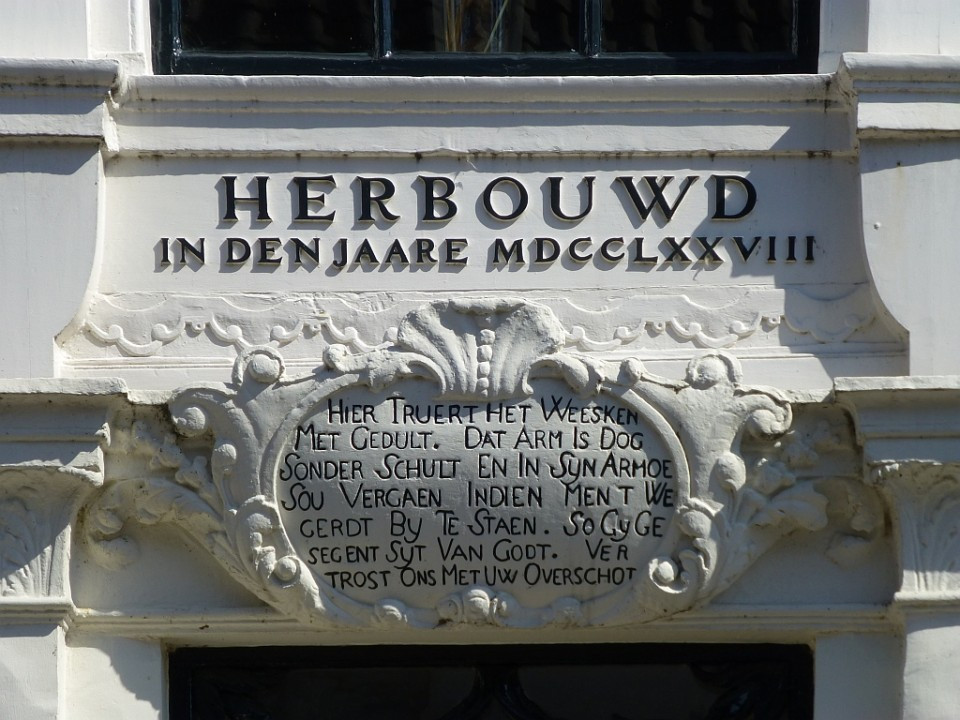 HERBOUWD
IN DEN JAARE MDCCLXXVIII
HIER TRUERT HET WEESKEN
MET GEDULT. DAT ARM IS DOG
SONDER SCHULT EN IN SYN ARMOE
SOU VERGAEN INDIEN MEN'T WE
GERDT BY TE STAEN. SO GY GE
SEGENT SYT VAN GODT. VER
TROST ONS MET UW OVERSCHOT